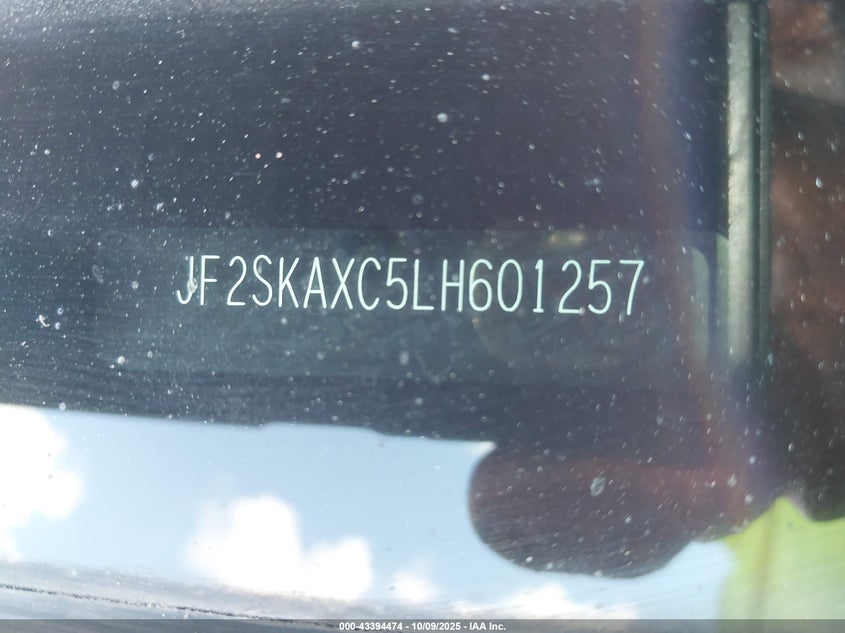 JF2SKAXC5LH601257
000-43394474 - 10/09/2025 - IAA Inc.